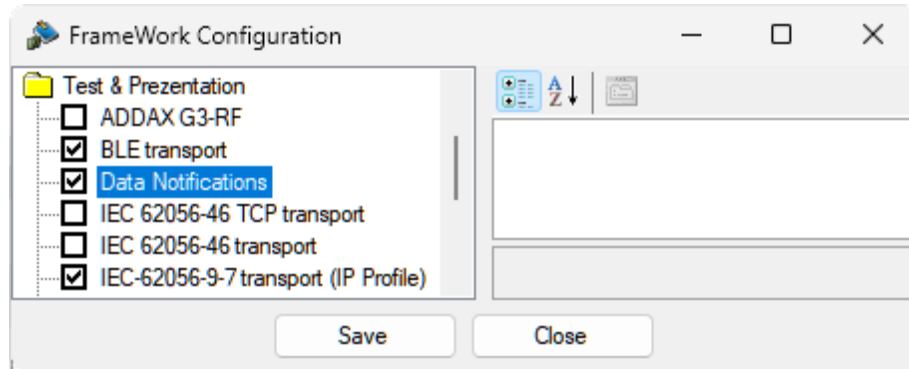 FrameWork Configuration
Test & Prezentation
ADDAX G3-RF
BLE transport
Data Notifications
IEC 62056-46 TCP transport
IEC 62056-46 transport
IEC-62056-9-7 transport (IP Profile)
A
Z
Save
Close